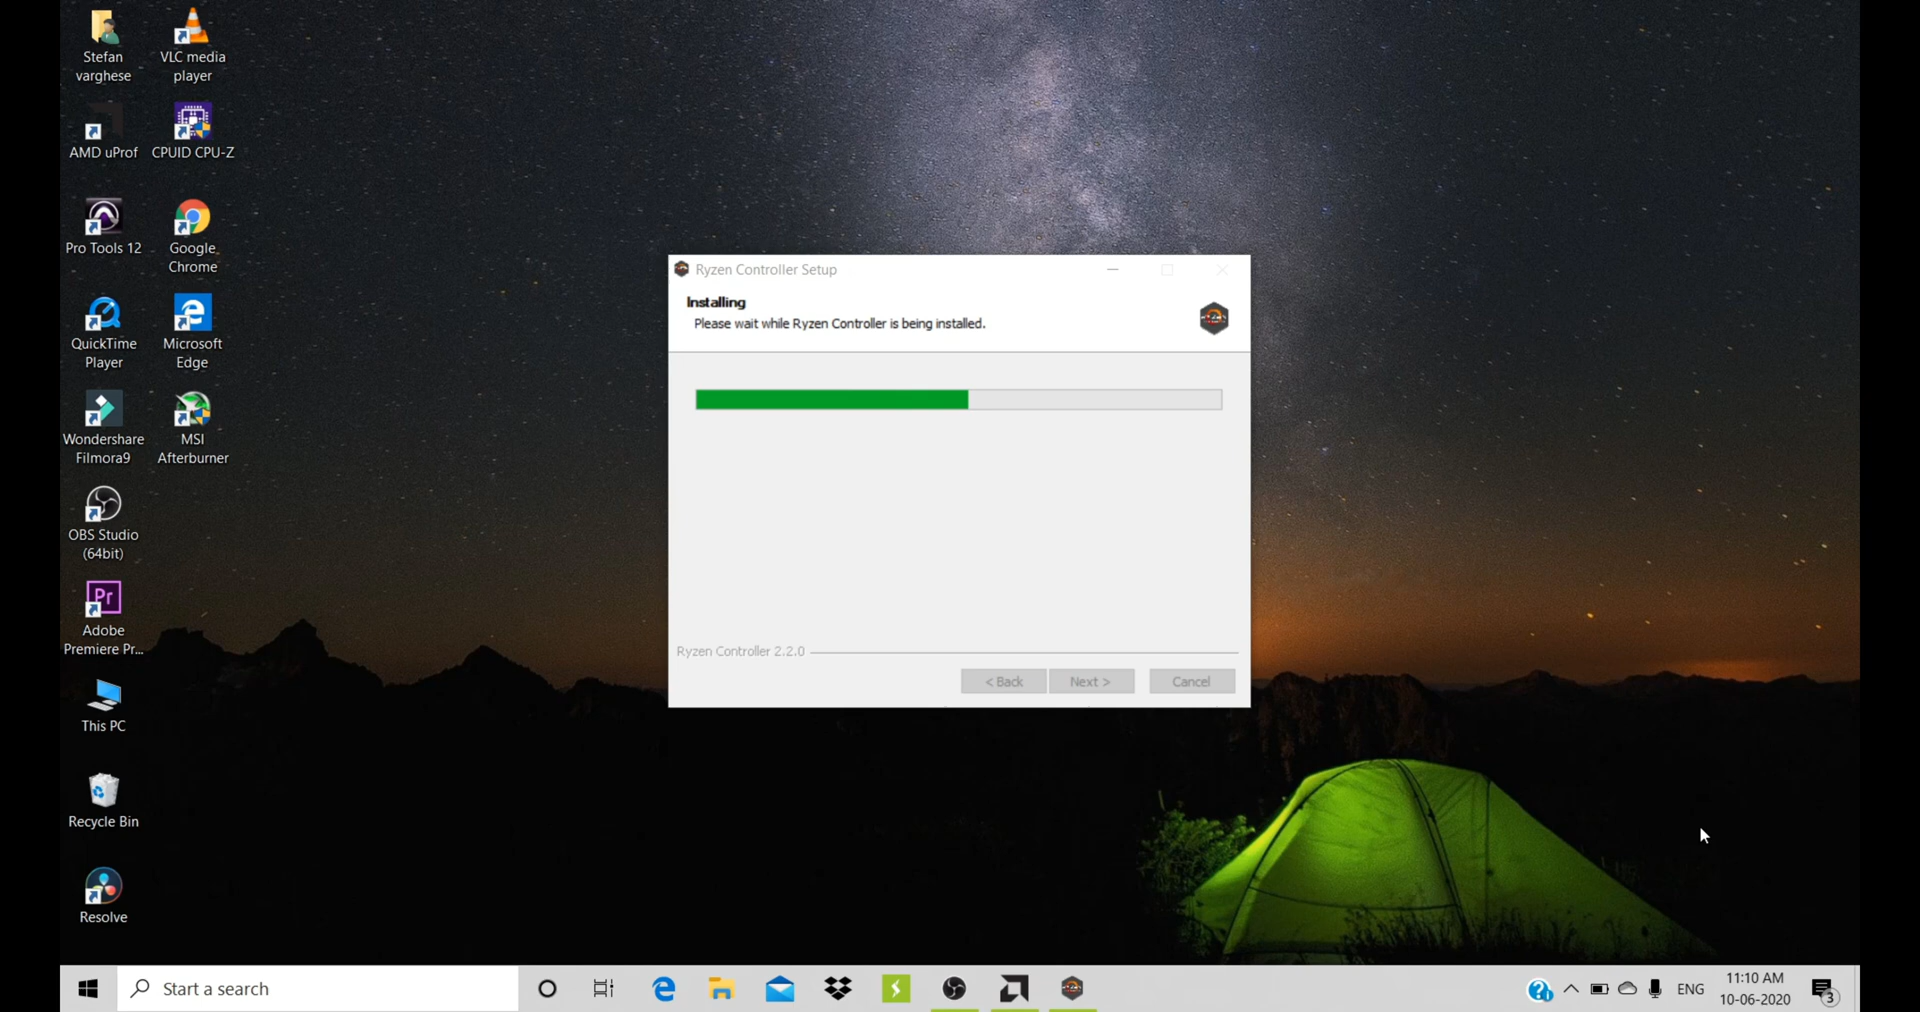 Stefan
varghese
VLC media
player
AMD uProf
CPUID CPU-Z
Pro Tools 12
Google
Chrome
QuickTime
Player
Microsoft
Edge
Wondershare
Filmora9
MSI
Afterburner
OBS Studio
(64bit)
Pr
Adobe
Premiere Pr...
This PC
Recycle Bin
Resolve
Ryzen Controller Setup
Installing
Please wait while Ryzen Controller is being installed.
Ryzen Controller 2.2.0
< Back
Next >
Cancel
Start a search
ENG
11:10 AM
10-06-2020
3